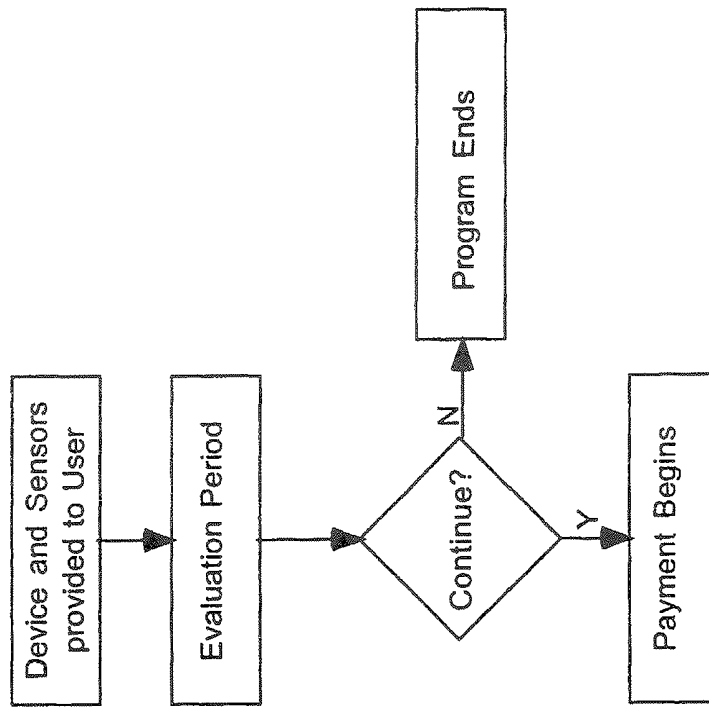 Device and Sensors
provided to User
Evaluation Period
Continue?
N
Program Ends
Y
Payment Begins